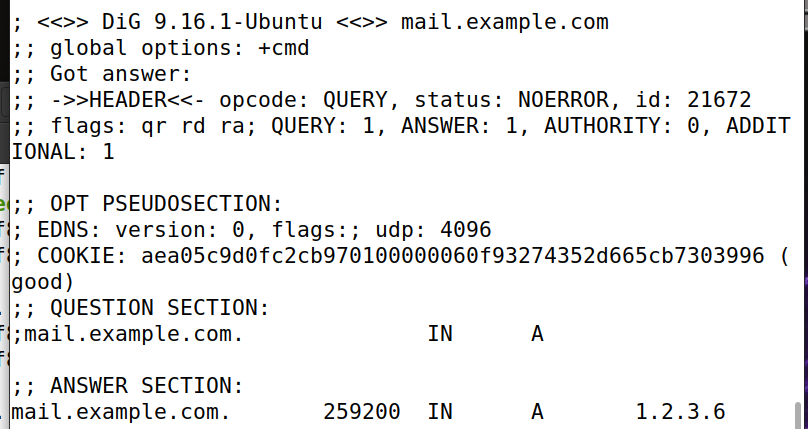 ; <<>> DiG 9.16.1-Ubuntu <<>> mail.example.com
;; global options: +cmd
;; Got answer:
;; ->>HEADER<<- opcode: QUERY, status: NOERROR, id: 21672
;; flags: qr rd ra; QUERY: 1, ANSWER: 1, AUTHORITY: 0, ADDIT
IONAL: 1
;; OPT PSEUDOSECTION:
; EDNS: version: 0, flags:; udp: 4096
; COOKIE: aea05c9d0fc2cb970100000060f93274352d665cb7303996 (
good)
;; QUESTION SECTION:
;mail.example.com.              IN      A
;; ANSWER SECTION:
mail.example.com.       259200  IN      A       1.2.3.6